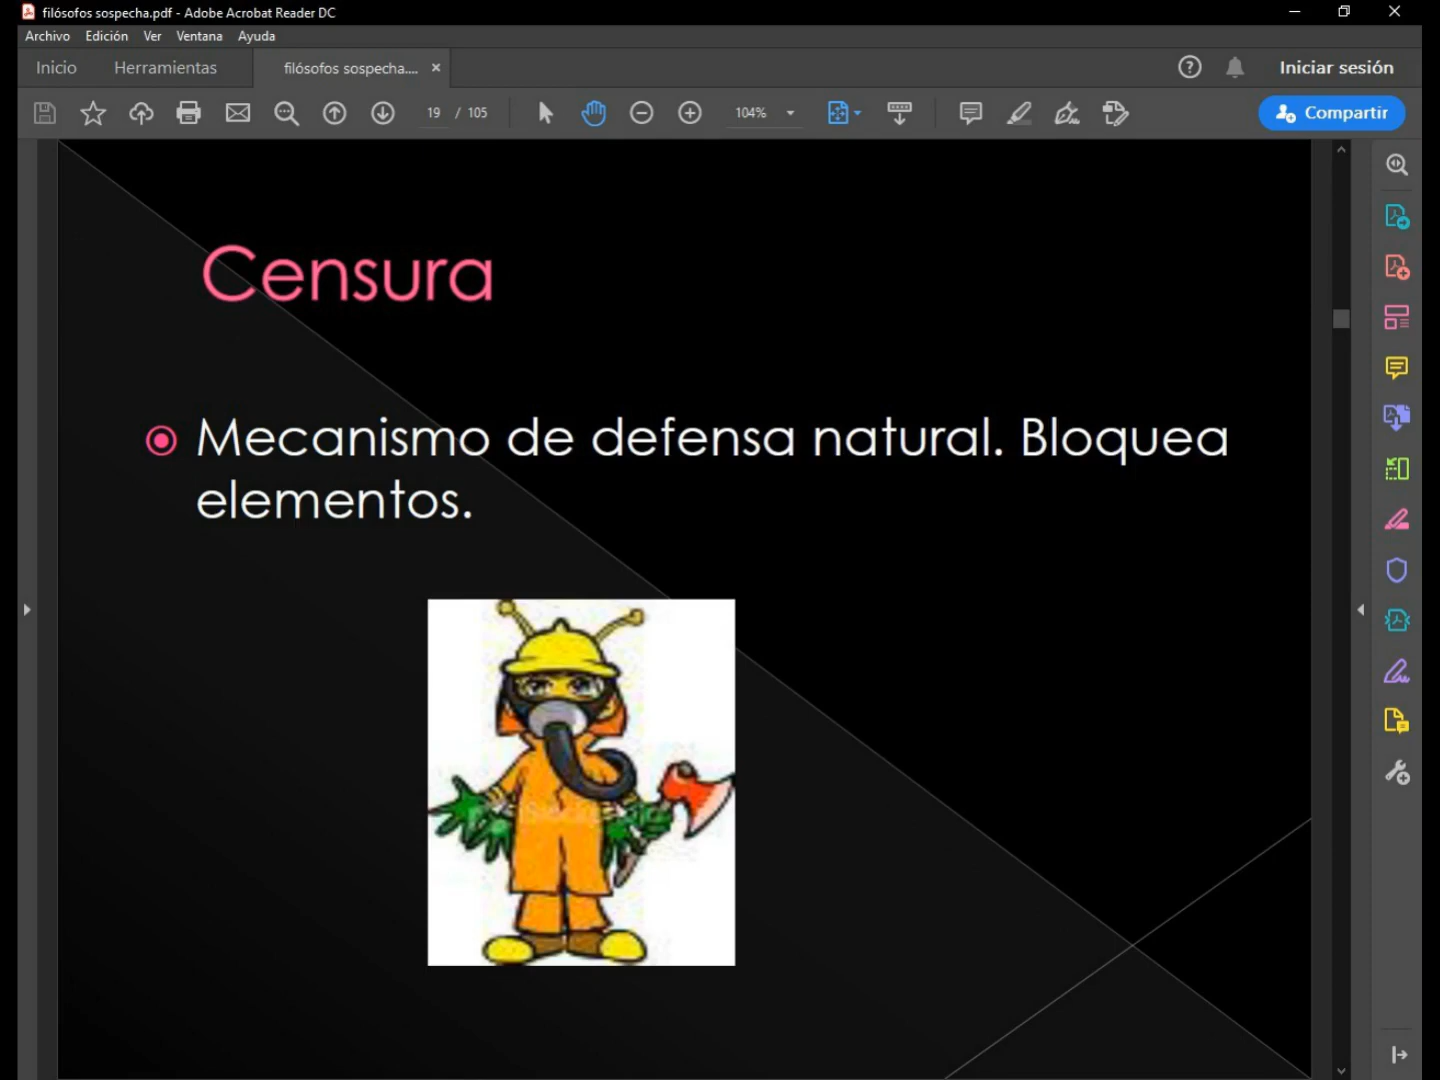 filósofos sospecha.pdf - Adobe Acrobat Reader DC
Archivo Edición Ver Ventana Ayuda
Inicio Herramientas filósofos sospecha.... × Iniciar sesión
19 / 105 104% Compartir
Censura
Mecanismo de defensa natural. Bloquea
elementos.